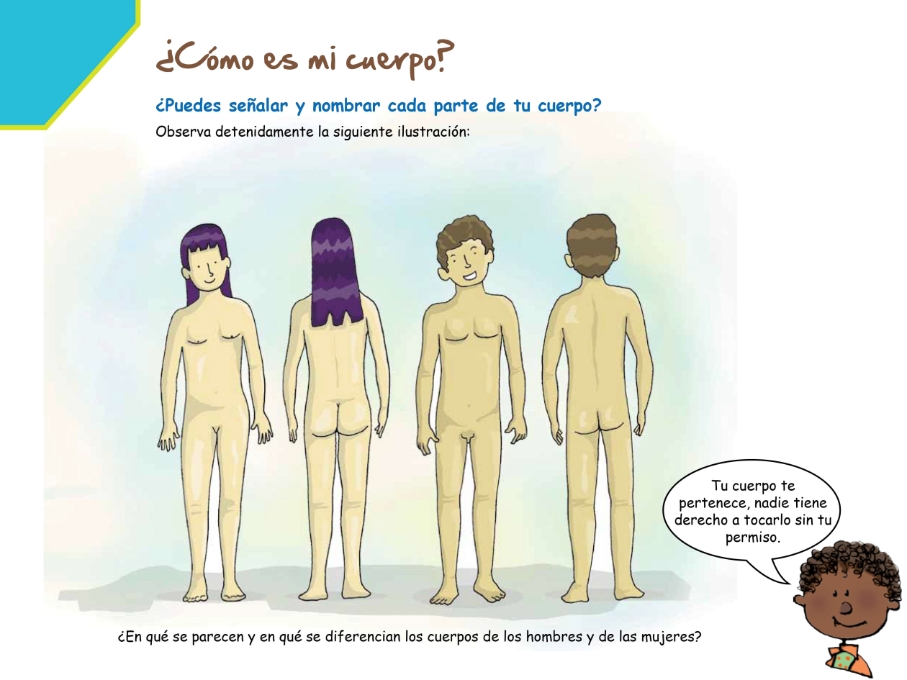 ¿Cómo es mi cuerpo?
¿Puedes señalar y nombrar cada parte de tu cuerpo?
Observa detenidamente la siguiente ilustración:
Tu cuerpo te
pertenece, nadie tiene
derecho a tocarlo sin tu
permiso.
¿En qué se parecen y en qué se diferencian los cuerpos de los hombres y de las mujeres?